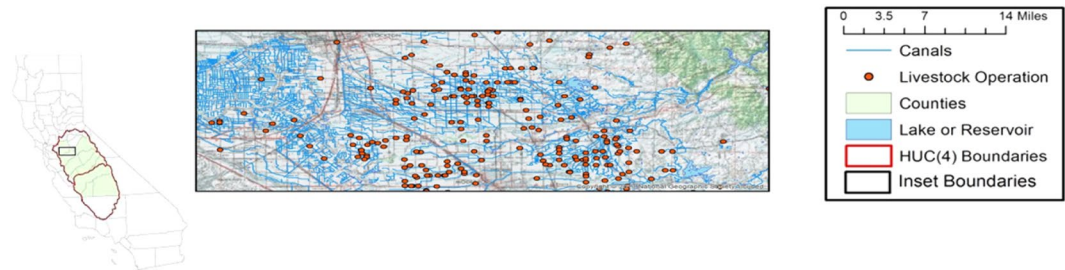 0 3.5 7 14 Miles
Canals
Livestock Operation
Counties
Lake or Reservoir
HUC(4) Boundaries
Inset Boundaries
National Geographic Society